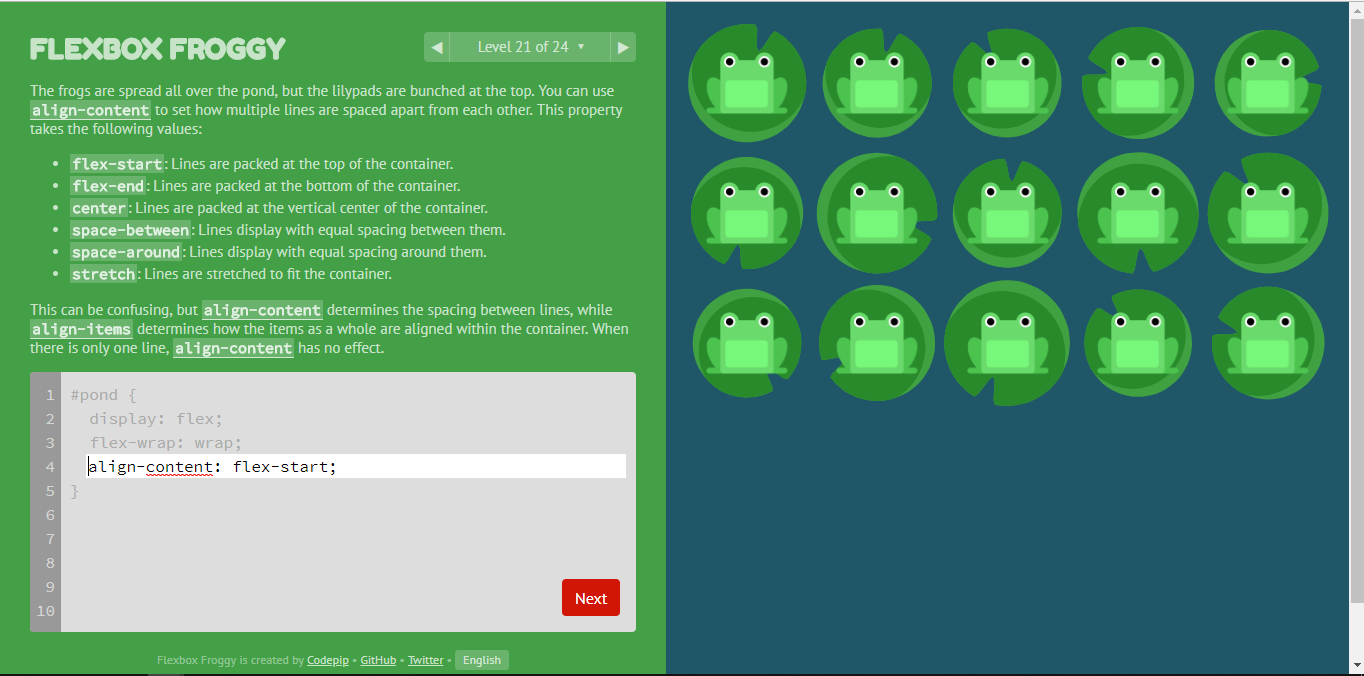 FLEXBOX FROGGY
◀ Level 21 of 24 ▼ ▶
The frogs are spread all over the pond, but the lilypads are bunched at the top. You can use
align-content to set how multiple lines are spaced apart from each other. This property
takes the following values:
• flex-start: Lines are packed at the top of the container.
• flex-end: Lines are packed at the bottom of the container.
• center: Lines are packed at the vertical center of the container.
• space-between: Lines display with equal spacing between them.
• space-around: Lines display with equal spacing around them.
• stretch: Lines are stretched to fit the container.
This can be confusing, but align-content determines the spacing between lines, while
align-items determines how the items as a whole are aligned within the container. When
there is only one line, align-content has no effect.
1 #pond {
2 display: flex;
3 flex-wrap: wrap;
4 align-content: flex-start;
5 }
6
7
8
9
10
Next
Flexbox Froggy is created by Codepip • GitHub • Twitter • English